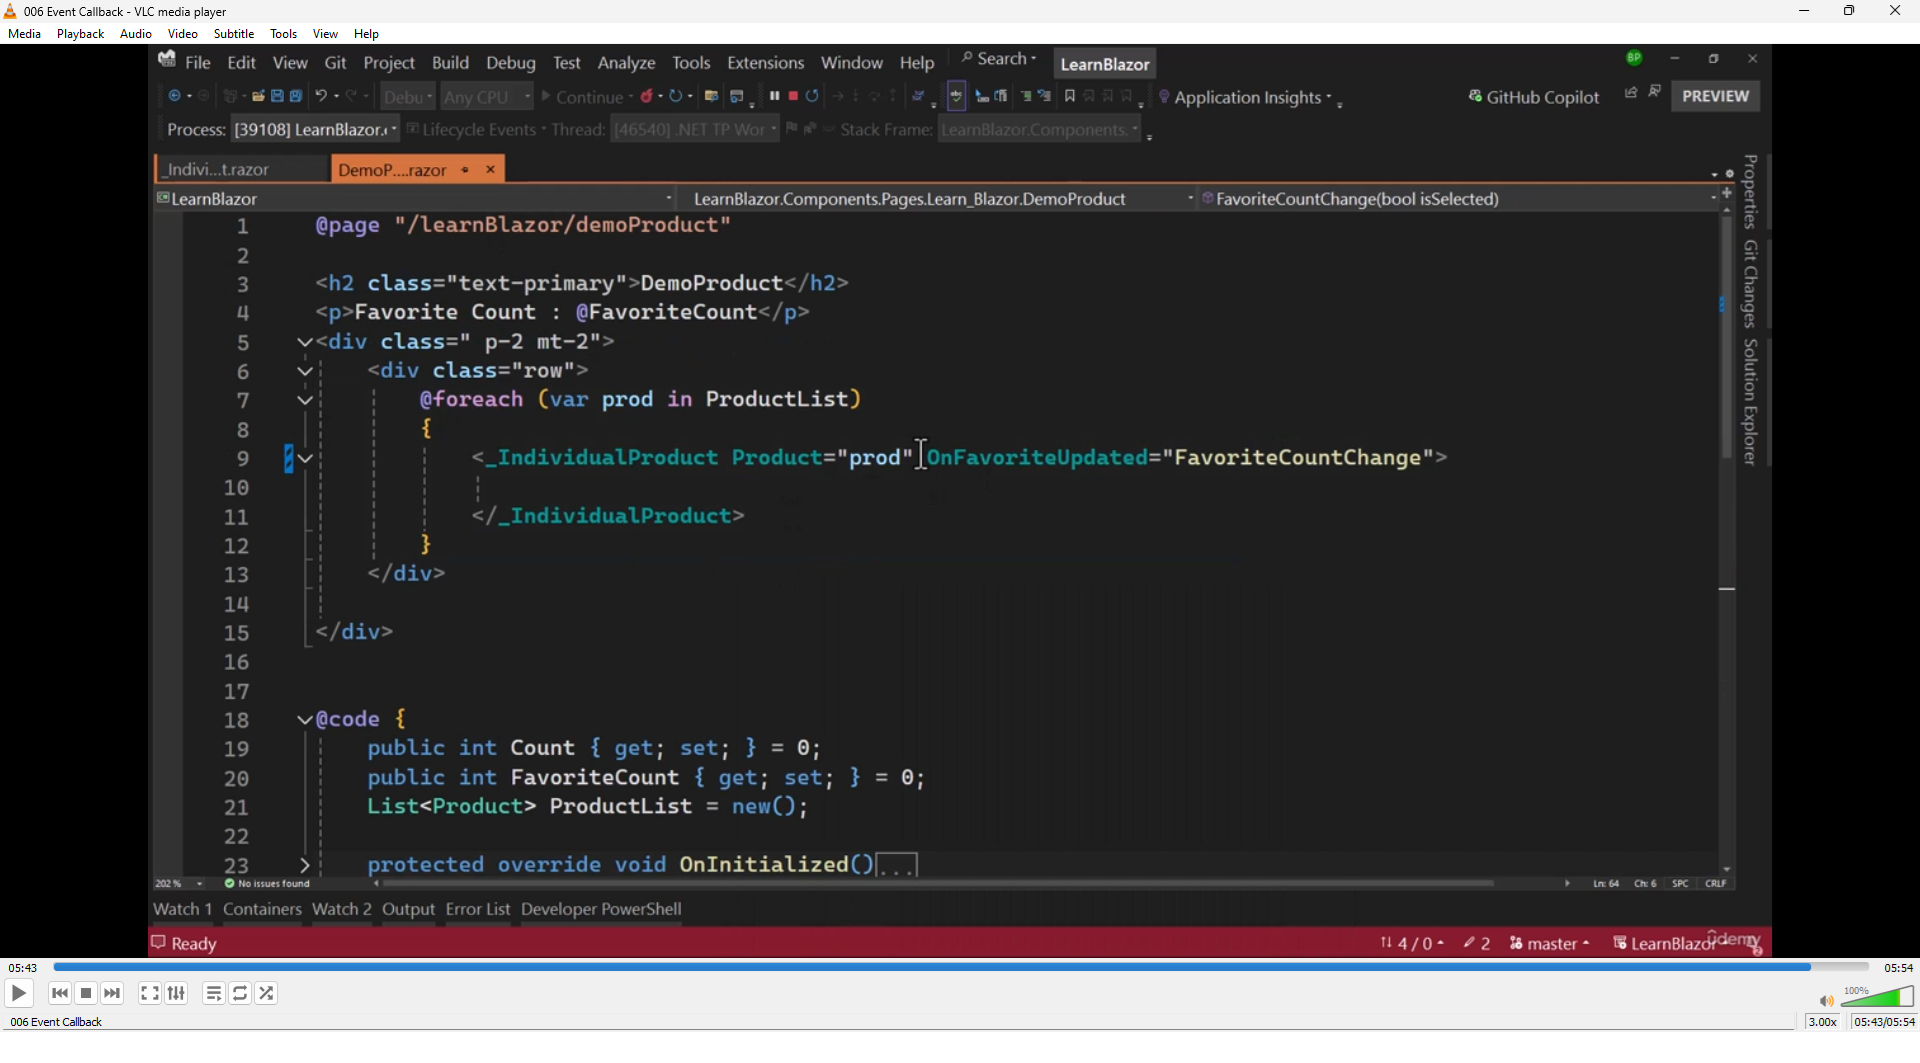 006 Event Callback - VLC media player
Media Playback Audio Video Subtitle Tools View Help
File Edit View Git Project Build Debug Test Analyze Tools Extensions Window Help Search LearnBlazor BP
Debu Any CPU Continue Application Insights GitHub Copilot PREVIEW
Process: [39108] LearnBlazor.e Lifecycle Events Thread: [46540] .NET TP Wor Stack Frame: LearnBlazor.Components.
_Indivi...t.razor DemoP....razor
LearnBlazor LearnBlazor.Components.Pages.Learn_Blazor.DemoProduct FavoriteCountChange(bool isSelected)
Properties
Git Changes
Solution Explorer
1 @page "/learnBlazor/demoProduct"
2
3 <h2 class="text-primary">DemoProduct</h2>
4 <p>Favorite Count : @FavoriteCount</p>
5 <div class=" p-2 mt-2">
6 <div class="row">
7 @foreach (var prod in ProductList)
8 {
9 <_IndividualProduct Product="prod" OnFavoriteUpdated="FavoriteCountChange">
10
11 </_IndividualProduct>
12 }
13 </div>
14
15 </div>
16
17
18 @code {
19 public int Count { get; set; } = 0;
20 public int FavoriteCount { get; set; } = 0;
21 List<Product> ProductList = new();
22
23 protected override void OnInitialized()...
202 % No issues found Ln: 64 Ch: 6 SPC CRLF
Watch 1 Containers Watch 2 Output Error List Developer PowerShell
Ready 4 / 0 2 master LearnBlazor
ûdemy
2
05:43 05:54
100%
006 Event Callback 3.00x 05:43/05:54